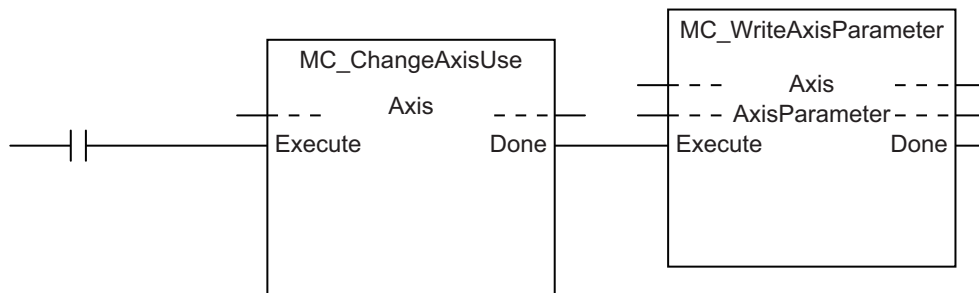 MC_ChangeAxisUse
Axis
Execute Done
MC_WriteAxisParameter
Axis
AxisParameter
Execute Done